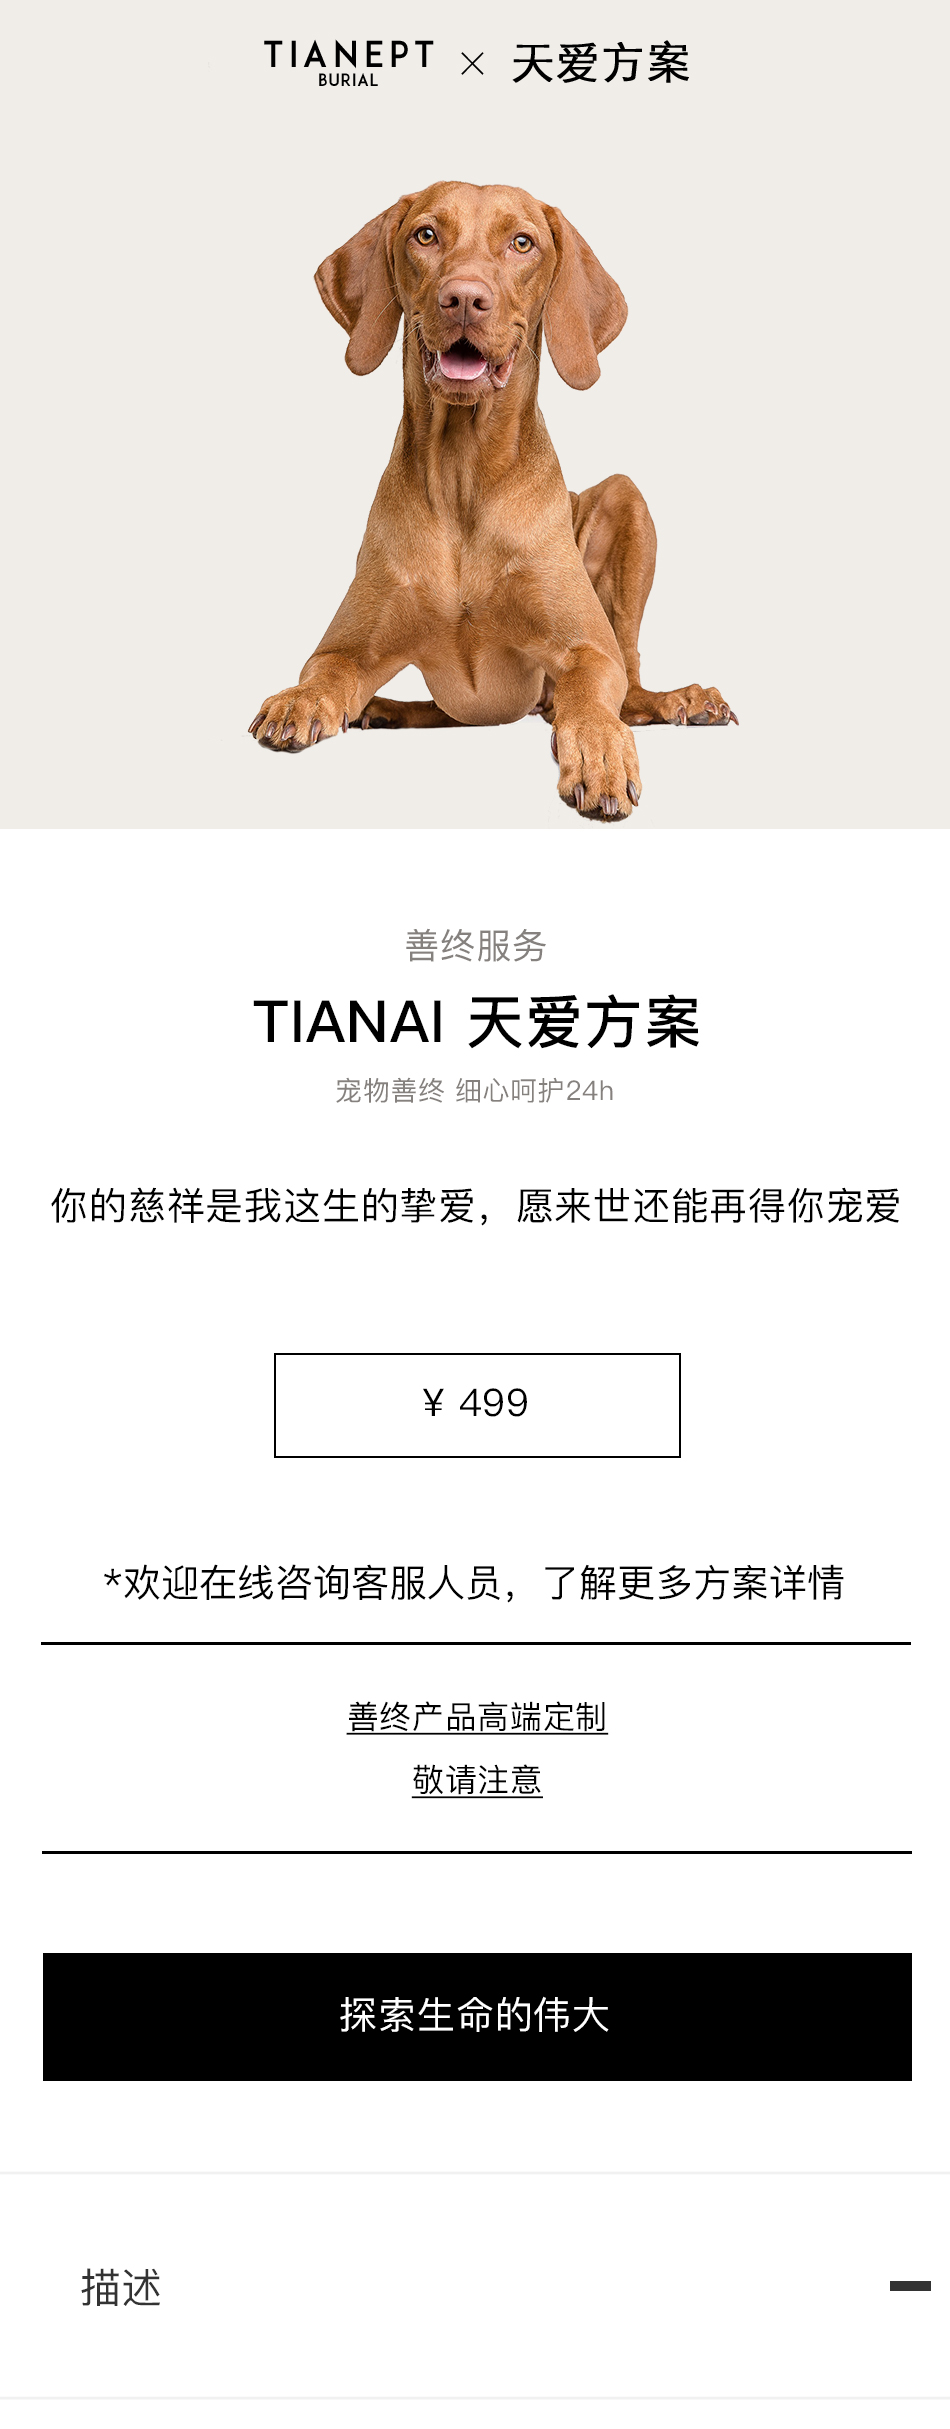 TIANEPT × 天爱方案
BURIAL
善终服务
TIANAI 天爱方案
宠物善终 细心呵护24h
你的慈祥是我这生的挚爱，愿来世还能再得你宠爱
¥ 499
*欢迎在线咨询客服人员，了解更多方案详情
善终产品高端定制
敬请注意
探索生命的伟大
描述